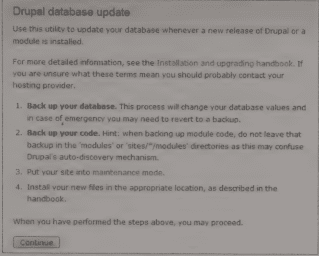 Drupal database update
Use this utility to update your database whenever a new release of Drupal or a
module is installed.
For more detailed information, see the Installation and upgrading handbook. If
you are unsure what these terms mean you should probably contact your
hosting provider.
1. Back up your database. This process will change your database values and
in case of emergency you may need to revert to a backup.
2. Back up your code. Hint: when backing up module code, do not leave that
backup in the 'modules' or 'sites/*/modules' directories as this may confuse
Drupal's auto-discovery mechanism.
3. Put your site into maintenance mode.
4. Install your new files in the appropriate location, as described in the
handbook.
When you have performed the steps above, you may proceed.
Continue